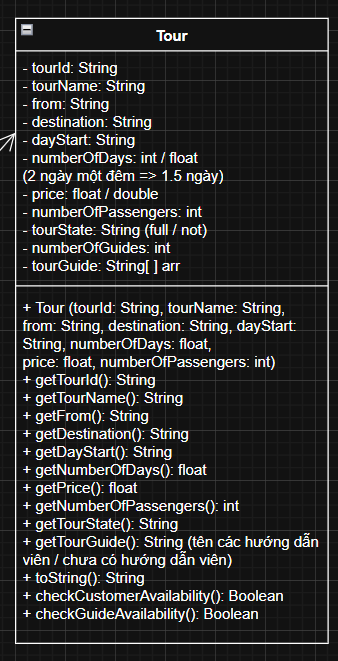 Tour
- tourId: String
- tourName: String
- from: String
- destination: String
- dayStart: String
- numberOfDays: int / float
(2 ngày một đêm => 1.5 ngày)
- price: float / double
- numberOfPassengers: int
- tourState: String (full / not)
- numberOfGuides: int
- tourGuide: String[ ] arr
+ Tour (tourId: String, tourName: String,
from: String, destination: String, dayStart:
String, numberOfDays: float,
price: float, numberOfPassengers: int)
+ getTourId(): String
+ getTourName(): String
+ getFrom(): String
+ getDestination(): String
+ getDayStart(): String
+ getNumberOfDays(): float
+ getPrice(): float
+ getNumberOfPassengers(): int
+ getTourState(): String
+ getTourGuide(): String (tên các hướng dẫn
viên / chưa có hướng dẫn viên)
+ toString(): String
+ checkCustomerAvailability(): Boolean
+ checkGuideAvailability(): Boolean